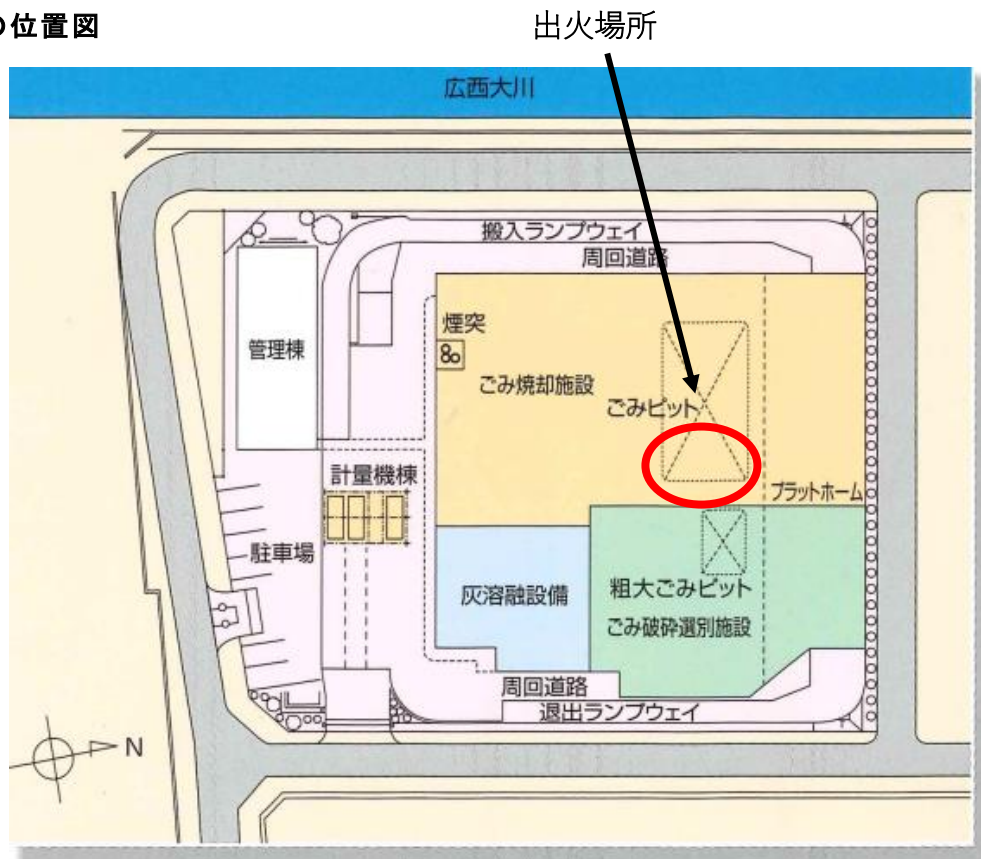 の位置図
出火場所
広西大川
搬入ランプウェイ
周回道路
煙突
管理棟
ごみ焼却施設
ごみピット
計量機棟
プラットホーム
駐車場
灰溶融設備
粗大ごみピット
ごみ破砕選別施設
周回道路
退出ランプウェイ
N